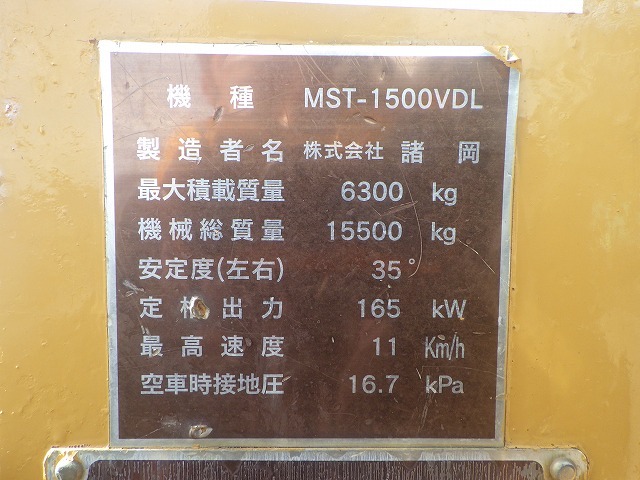 機種 MST-1500VDL
製造者名 株式会社 諸岡
最大積載質量 6300 kg
機械総質量 15500 kg
安定度(左右) 35°
定格出力 165 kW
最高速度 11 Km/h
空車時接地圧 16.7 kPa